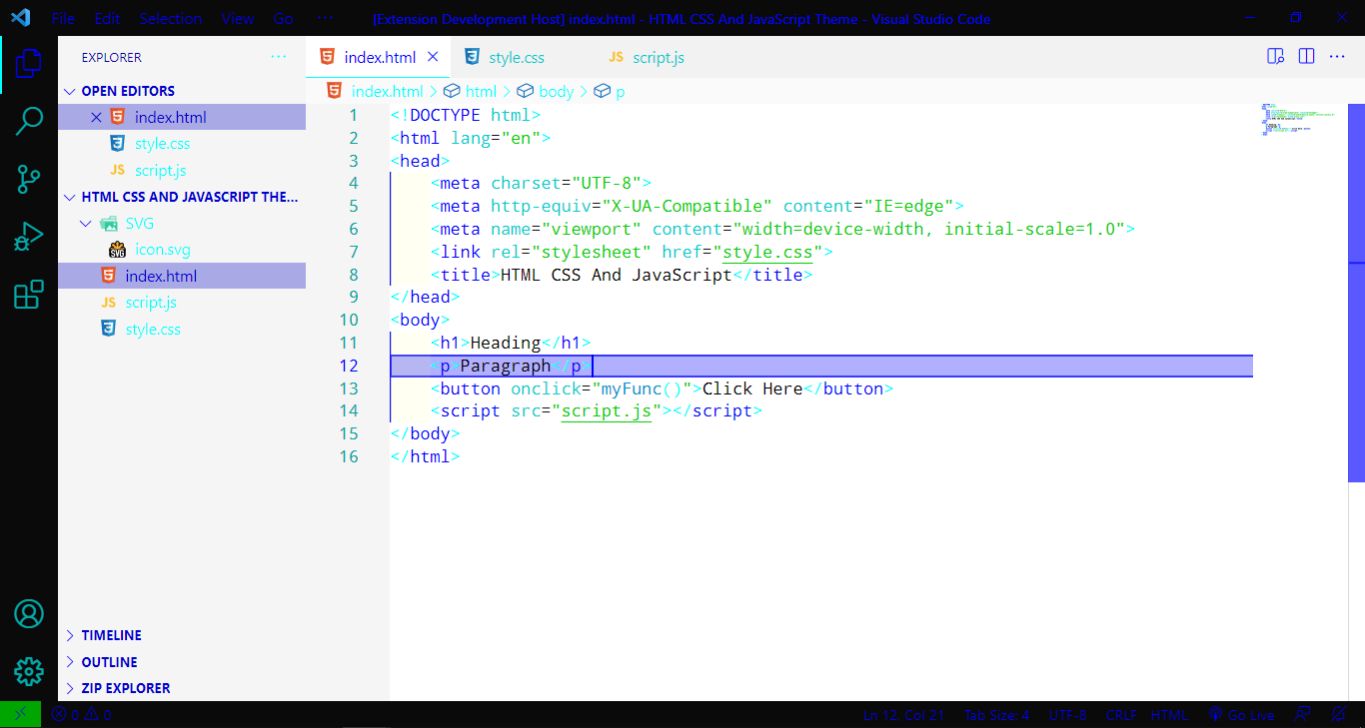 File Edit Selection View Go ··· [Extension Development Host] index.html - HTML CSS And JavaScript Theme - Visual Studio Code
EXPLORER ···
OPEN EDITORS
index.html
style.css
JS script.js
HTML CSS AND JAVASCRIPT THE...
SVG
icon.svg
index.html
JS script.js
style.css
TIMELINE
OUTLINE
ZIP EXPLORER
index.html style.css JS script.js
index.html > html > body > p
1 <!DOCTYPE html>
2 <html lang="en">
3 <head>
4 <meta charset="UTF-8">
5 <meta http-equiv="X-UA-Compatible" content="IE=edge">
6 <meta name="viewport" content="width=device-width, initial-scale=1.0">
7 <link rel="stylesheet" href="style.css">
8 <title>HTML CSS And JavaScript</title>
9 </head>
10 <body>
11 <h1>Heading</h1>
12 <p>Paragraph</p>
13 <button onclick="myFunc()">Click Here</button>
14 <script src="script.js"></script>
15 </body>
16 </html>
0 0 Ln 12, Col 21 Tab Size: 4 UTF-8 CRLF HTML Go Live